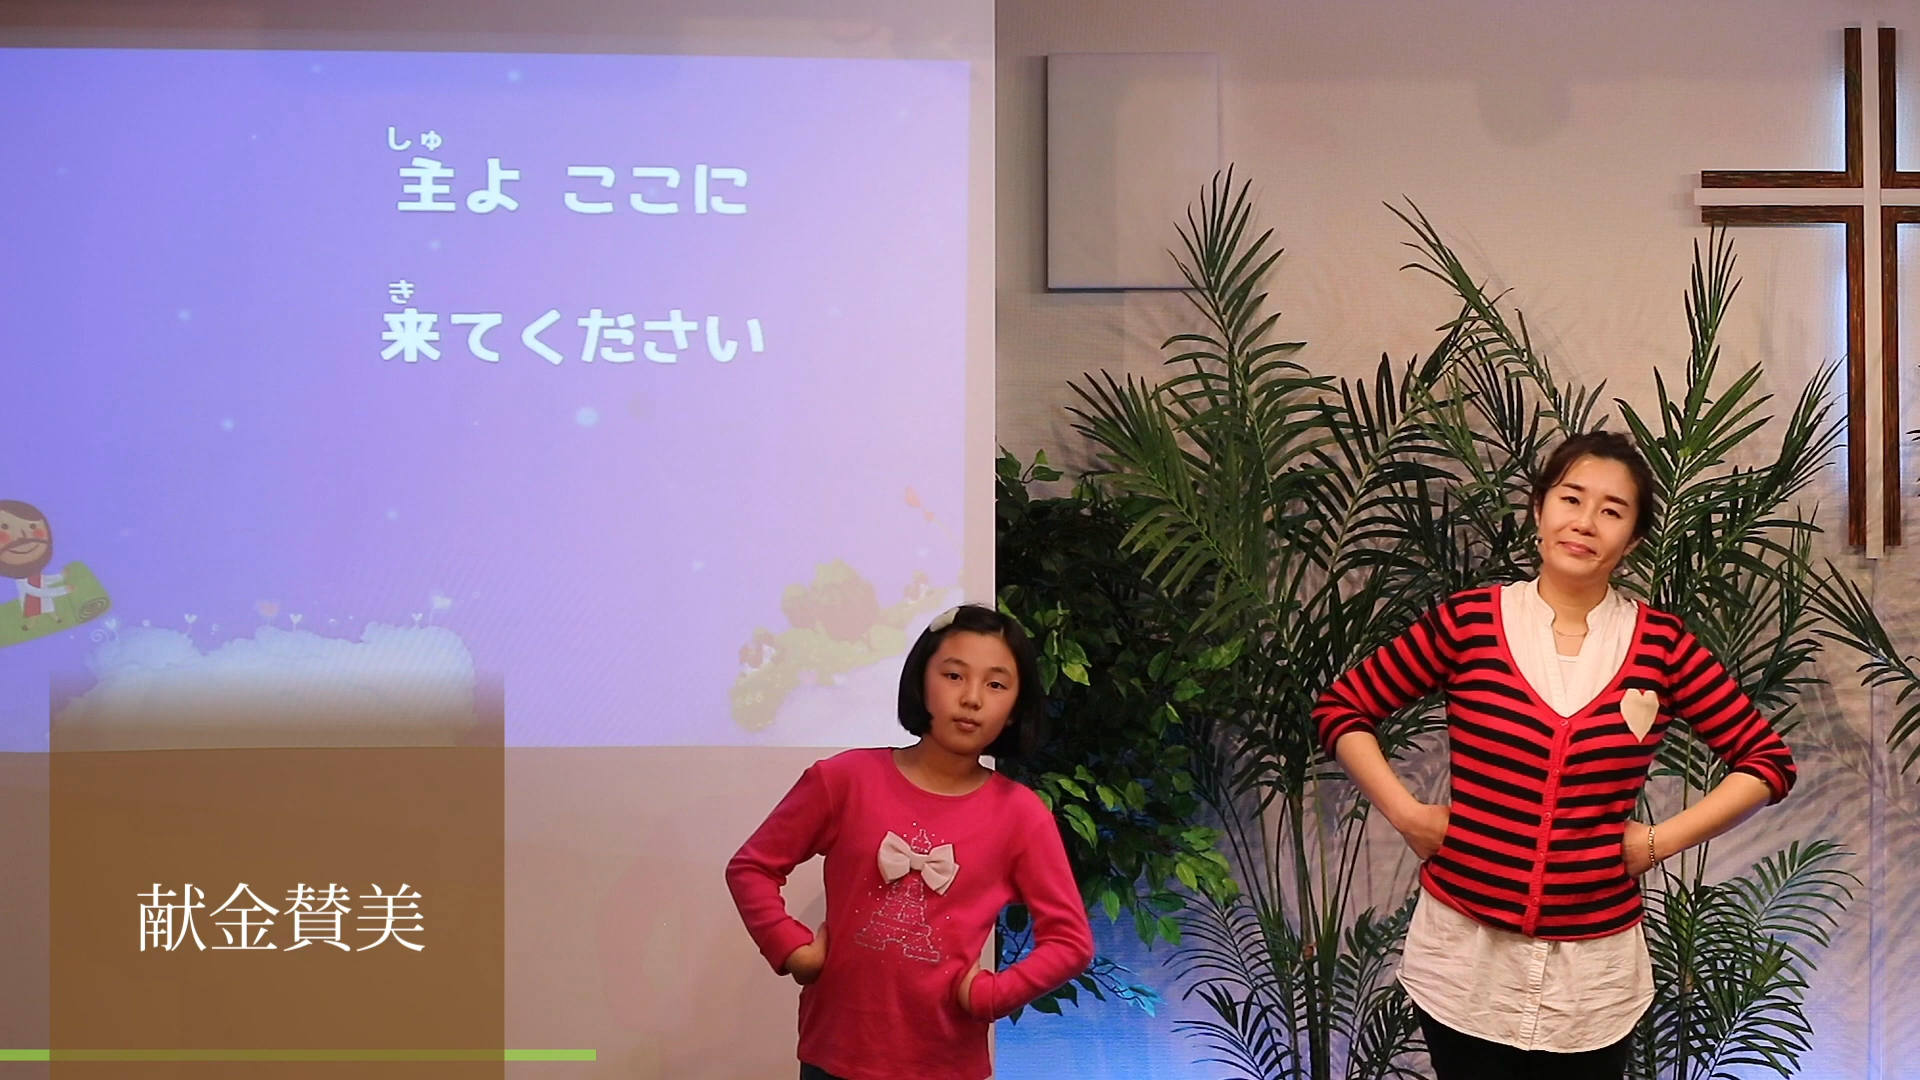 しゅ
主よ ここに
き
来てください
献金賛美